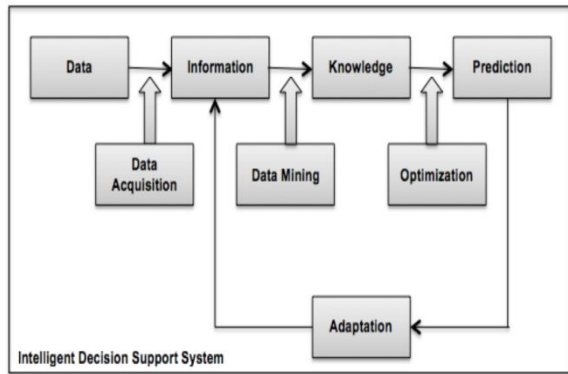 Data
Information
Knowledge
Prediction
Data
Acquisition
Data Mining
Optimization
Adaptation
Intelligent Decision Support System